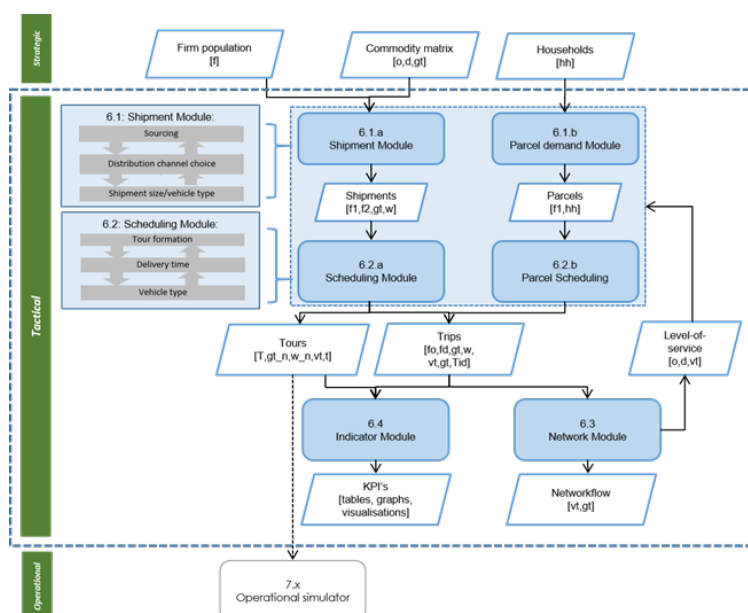 Strategic
Firm population
[f]
Commodity matrix
[o,d,gt]
Households
[hh]
Tactical
6.1: Shipment Module:
Sourcing
Distribution channel choice
Shipment size/vehicle type
6.1.a
Shipment Module
6.1.b
Parcel demand Module
Shipments
[f1,f2,gt,w]
Parcels
[f1,hh]
6.2: Scheduling Module:
Tour formation
Delivery time
Vehicle type
6.2.a
Scheduling Module
6.2.b
Parcel Scheduling
Tours
[T,gt_n,w_n,vt,t]
Trips
[fo,fd,gt,w,
vt,gt,Tid]
Level-of-
service
[o,d,vt]
6.4
Indicator Module
6.3
Network Module
KPI's
[tables, graphs,
visualisations]
Networkflow
[vt,gt]
Operational
7.x
Operational simulator